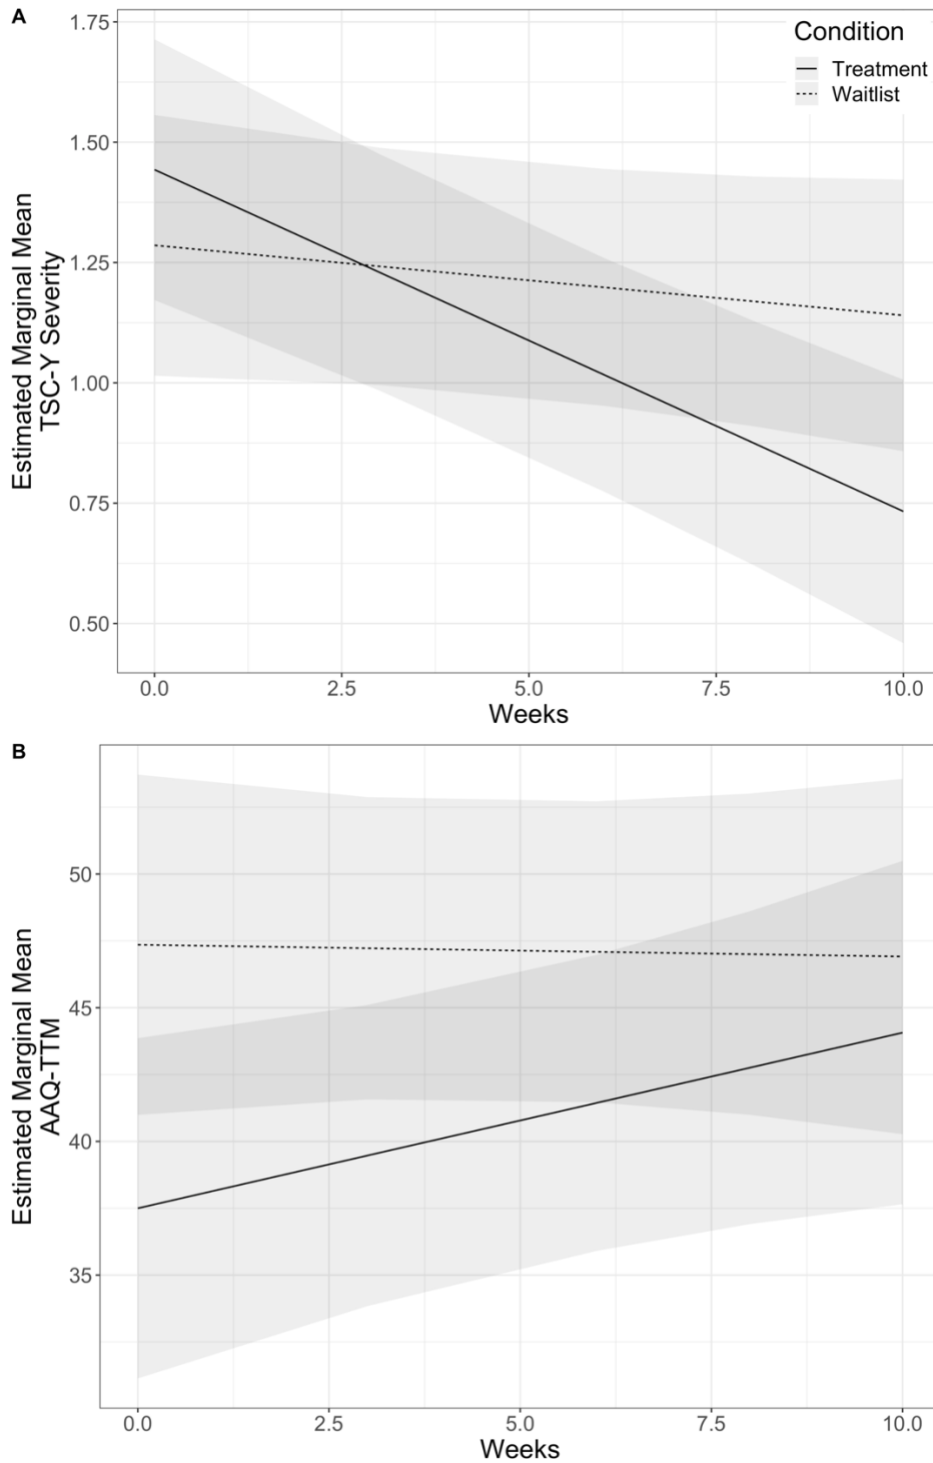 A
Condition
Treatment
Waitlist
Estimated Marginal Mean
TSC-Y Severity
1.75
1.50
1.25
1.00
0.75
0.50
0.0 2.5 5.0 7.5 10.0
Weeks
B
Estimated Marginal Mean
AAQ-TTM
50
45
40
35
0.0 2.5 5.0 7.5 10.0
Weeks